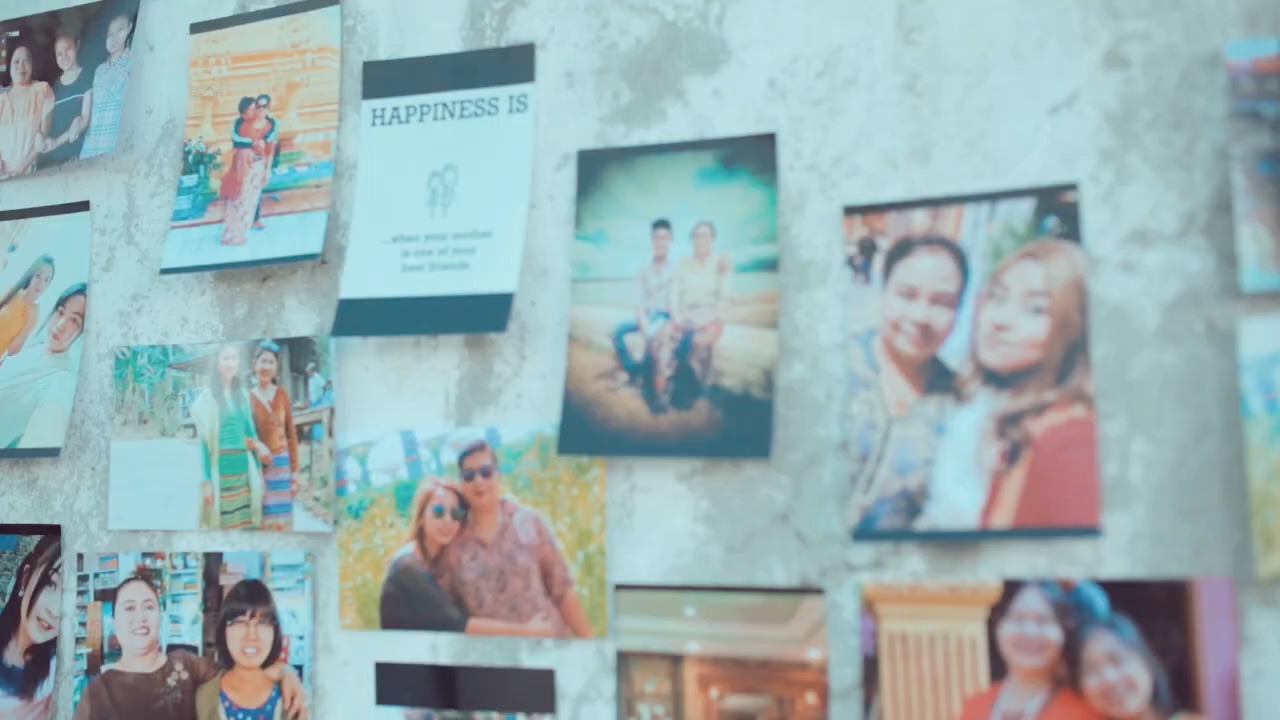 HAPPINESS IS
...when your mother
is one of your
best friends.